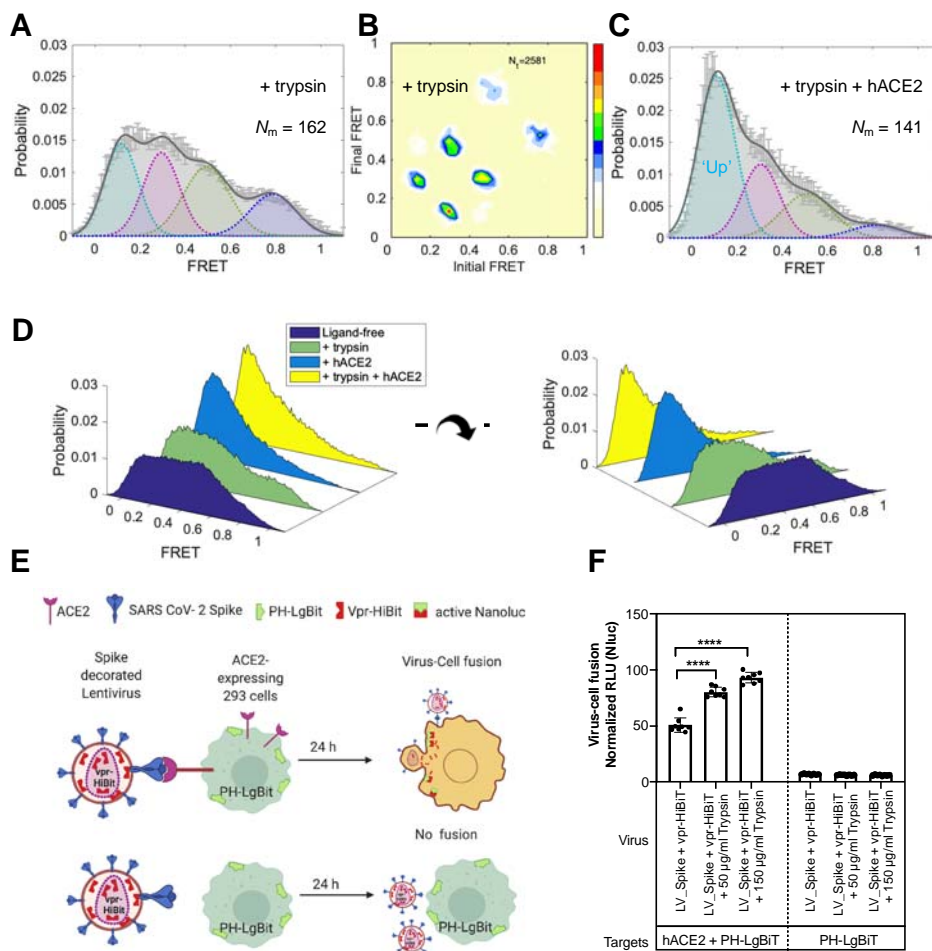 A
0.03
0.025
0.02
0.015
0.01
0.005
0
Probability
+ trypsin
Nm = 162
0 0.2 0.4 0.6 0.8 1
FRET
B
1
0.8
0.6
0.4
0.2
0
Final FRET
Nt=2581
+ trypsin
0 0.2 0.4 0.6 0.8 1
Initial FRET
C
0.03
0.025
0.02
0.015
0.01
0.005
0
Probability
+ trypsin + hACE2
Nm = 141
'Up'
0 0.2 0.4 0.6 0.8 1
FRET
D
Ligand-free
+ trypsin
+ hACE2
+ trypsin + hACE2
0.03
0.02
0.01
0
Probability
0 0.2 0.4 0.6 0.8 1
FRET
0.03
0.02
0.01
0
Probability
0 0.2 0.4 0.6 0.8 1
FRET
E
ACE2 SARS CoV- 2 Spike PH-LgBit Vpr-HiBit active Nanoluc
Spike
decorated
Lentivirus
ACE2-
expressing
293 cells
Virus-Cell fusion
24 h
vpr-
HiBit
PH-LgBit
No fusion
24 h
vpr-
HiBit
PH-LgBit
PH-LgBit
F
Virus-cell fusion
Normalized RLU (Nluc)
150
100
50
0
****
****
Virus
LV_Spike + vpr-HiBiT
LV_Spike + vpr-HiBiT
+ 50 µg/ml Trypsin
LV_Spike + vpr-HiBiT
+ 150 µg/ml Trypsin
LV_Spike + vpr-HiBiT
LV_Spike + vpr-HiBiT
+ 50 µg/ml Trypsin
LV_Spike + vpr-HiBiT
+ 150 µg/ml Trypsin
Targets hACE2 + PH-LgBiT PH-LgBiT